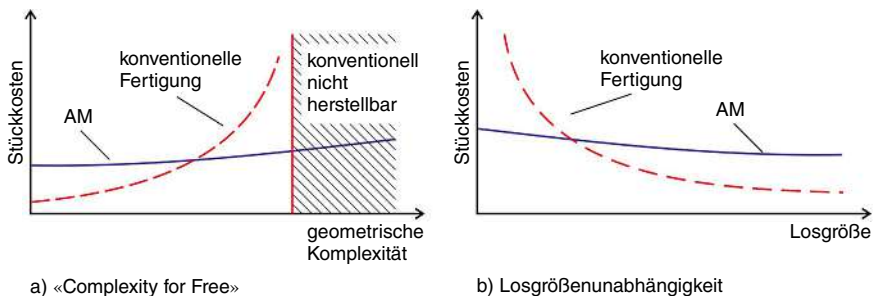 Stückkosten
konventionelle
Fertigung
AM
konventionell
nicht
herstellbar
geometrische
Komplexität
a) «Complexity for Free»
Stückkosten
konventionelle
Fertigung
AM
Losgröße
b) Losgrößenunabhängigkeit